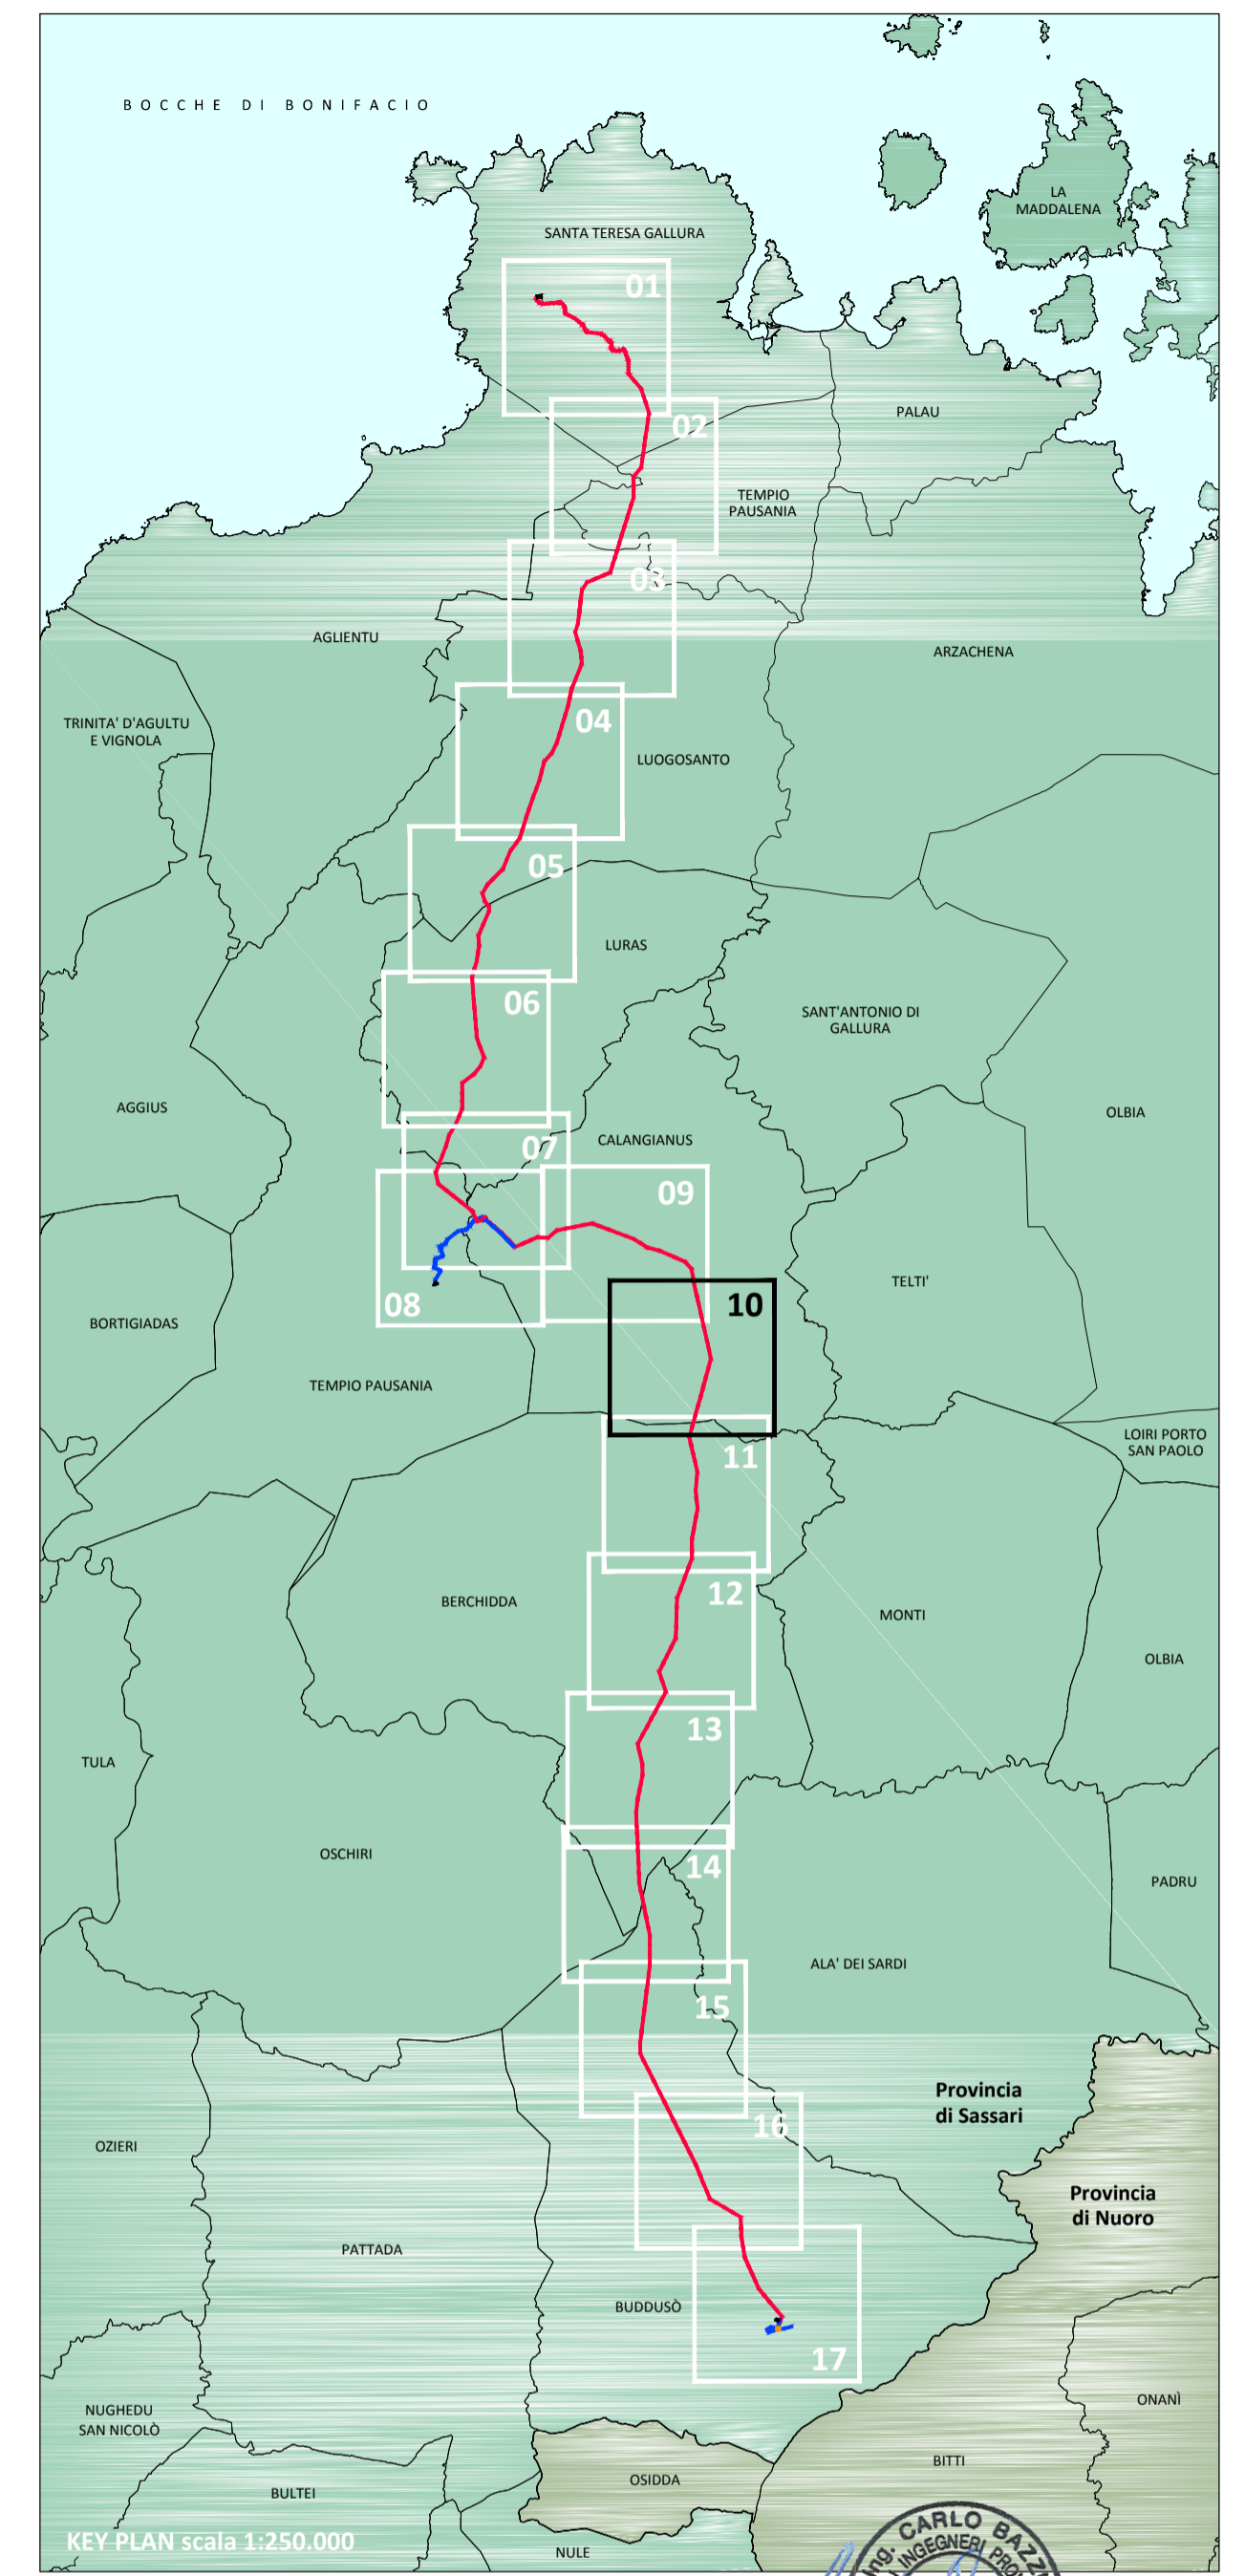 BOCCHE DI BONIFACIO
LA
MADDALENA
SANTA TERESA GALLURA
01
PALAU
02
TEMPIO
PAUSANIA
03
AGLIENTU
ARZACHENA
TRINITA' D'AGULTU
E VIGNOLA
04
LUOGOSANTO
05
LURAS
06
SANT'ANTONIO DI
GALLURA
AGGIUS
OLBIA
CALANGIANUS
07
09
TELTI'
08
10
BORTIGIADAS
TEMPIO PAUSANIA
LOIRI PORTO
SAN PAOLO
11
12
BERCHIDDA
MONTI
OLBIA
13
TULA
OSCHIRI
14
PADRU
ALA' DEI SARDI
15
Provincia
di Sassari
16
OZIERI
Provincia
di Nuoro
PATTADA
BUDDUSÒ
17
ONANÌ
NUGHEDU
SAN NICOLÒ
BITTI
OSIDDA
BULTEI
KEY PLAN scala 1:250.000
NULE
ing. CARLO
INGEGNERI